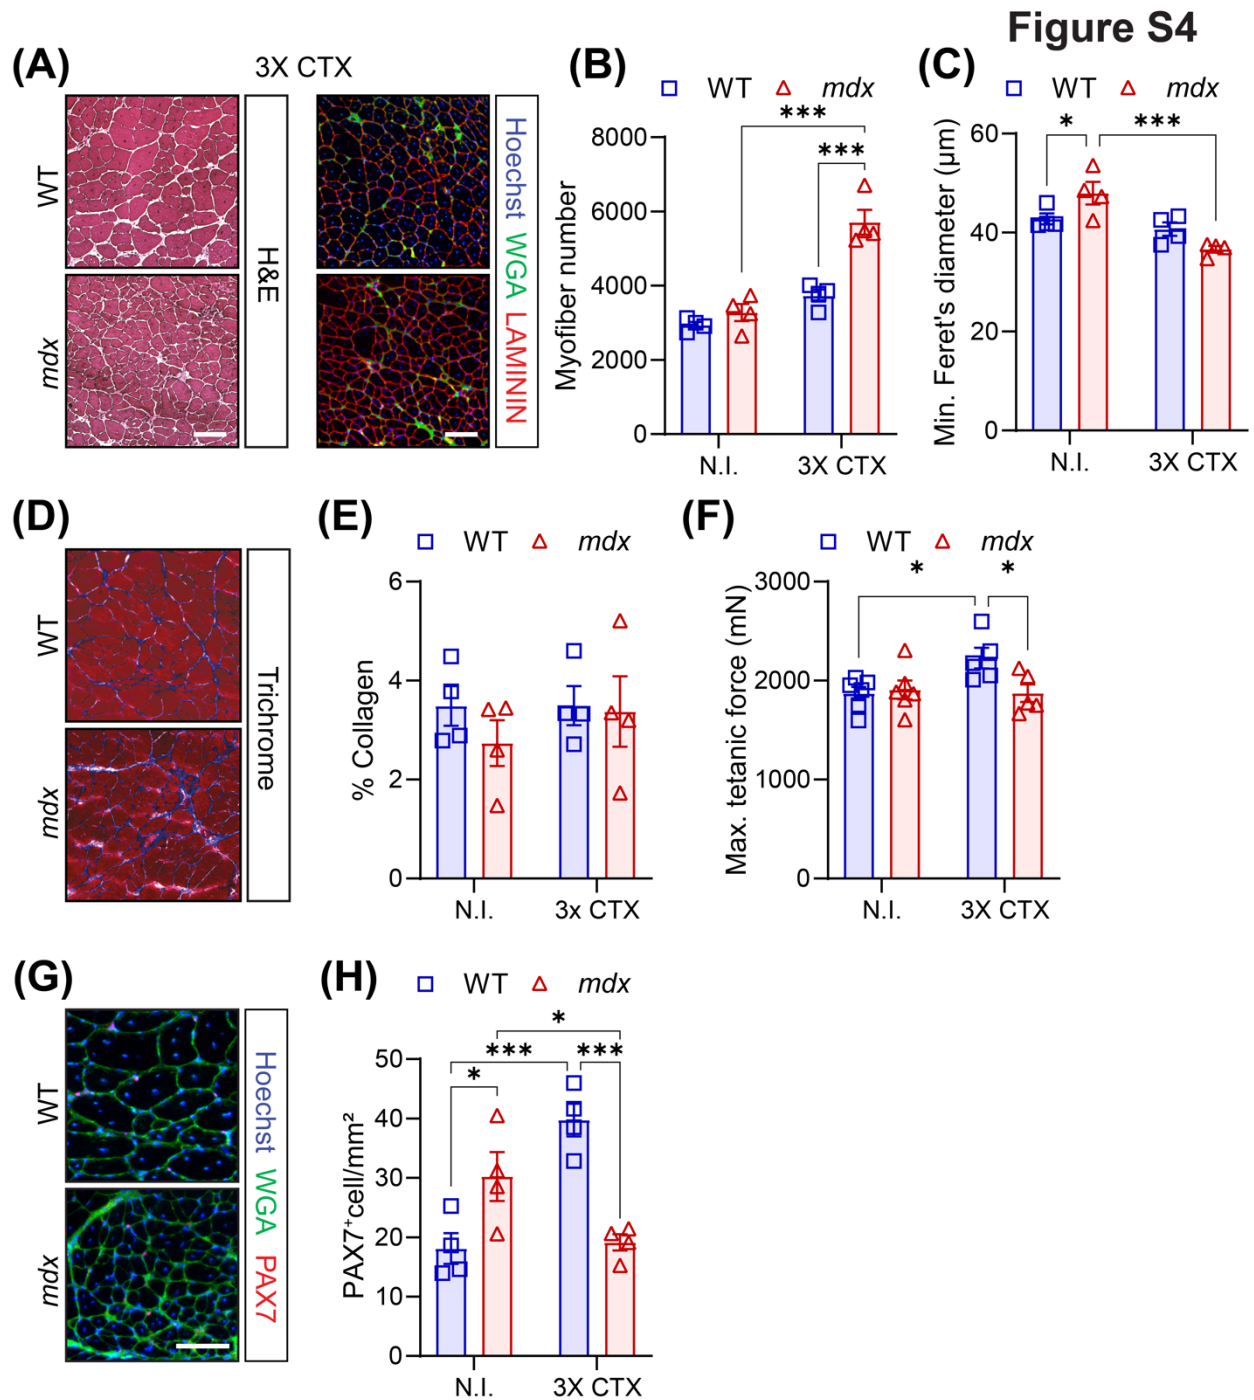 Figure S4
(A)
3X CTX
WT
mdx
H&E
Hoechst WGA LAMININ
(B)
WT
mdx
***
***
Myofiber number
8000
6000
4000
2000
0
N.I.
3X CTX
(C)
WT
mdx
*
***
Min. Feret's diameter (µm)
60
40
20
0
N.I.
3X CTX
(D)
WT
mdx
Trichrome
(E)
WT
mdx
% Collagen
6
4
2
0
N.I.
3x CTX
(F)
WT
mdx
*
*
Max. tetanic force (mN)
3000
2000
1000
0
N.I.
3X CTX
(G)
WT
mdx
Hoechst WGA PAX7
(H)
WT
mdx
*
***
***
*
PAX7⁺cell/mm²
50
40
30
20
10
0
N.I.
3X CTX